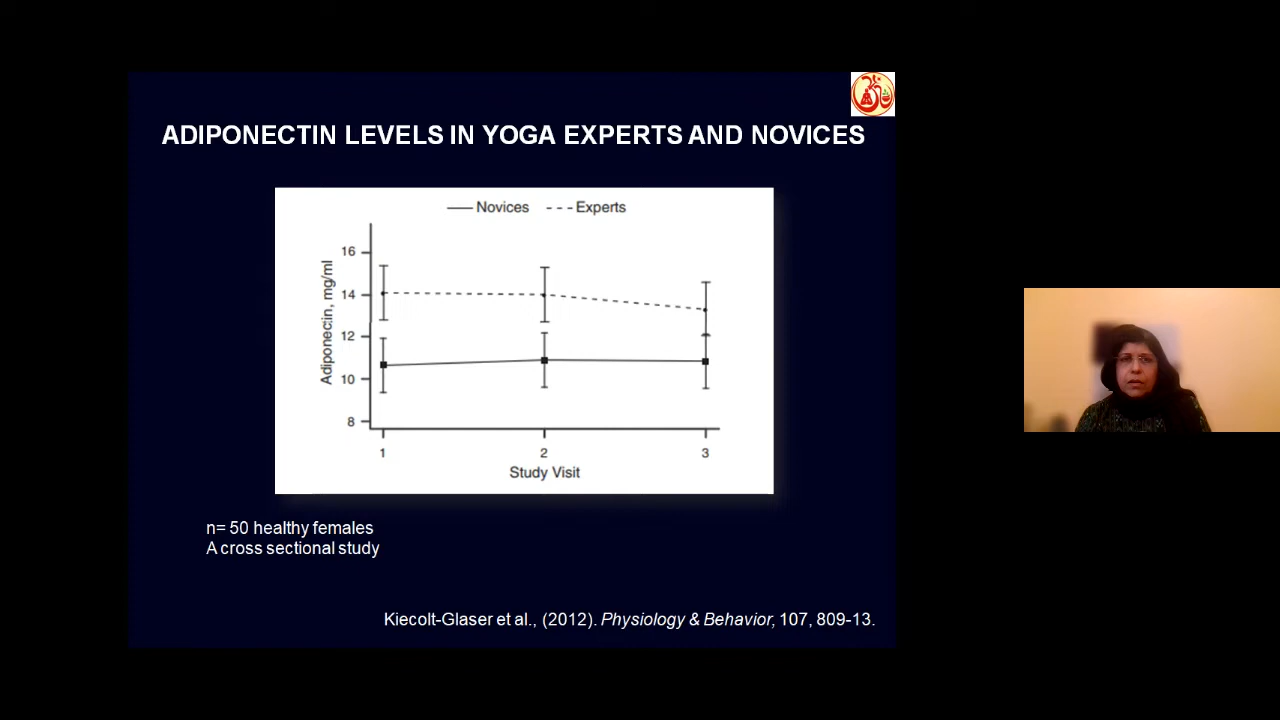 ADIPONECTIN LEVELS IN YOGA EXPERTS AND NOVICES
Novices Experts
16
14
12
10
8
Adiponectin, mg/ml
1 2 3
Study Visit
n= 50 healthy females
A cross sectional study
Kiecolt-Glaser et al., (2012). Physiology & Behavior, 107, 809-13.